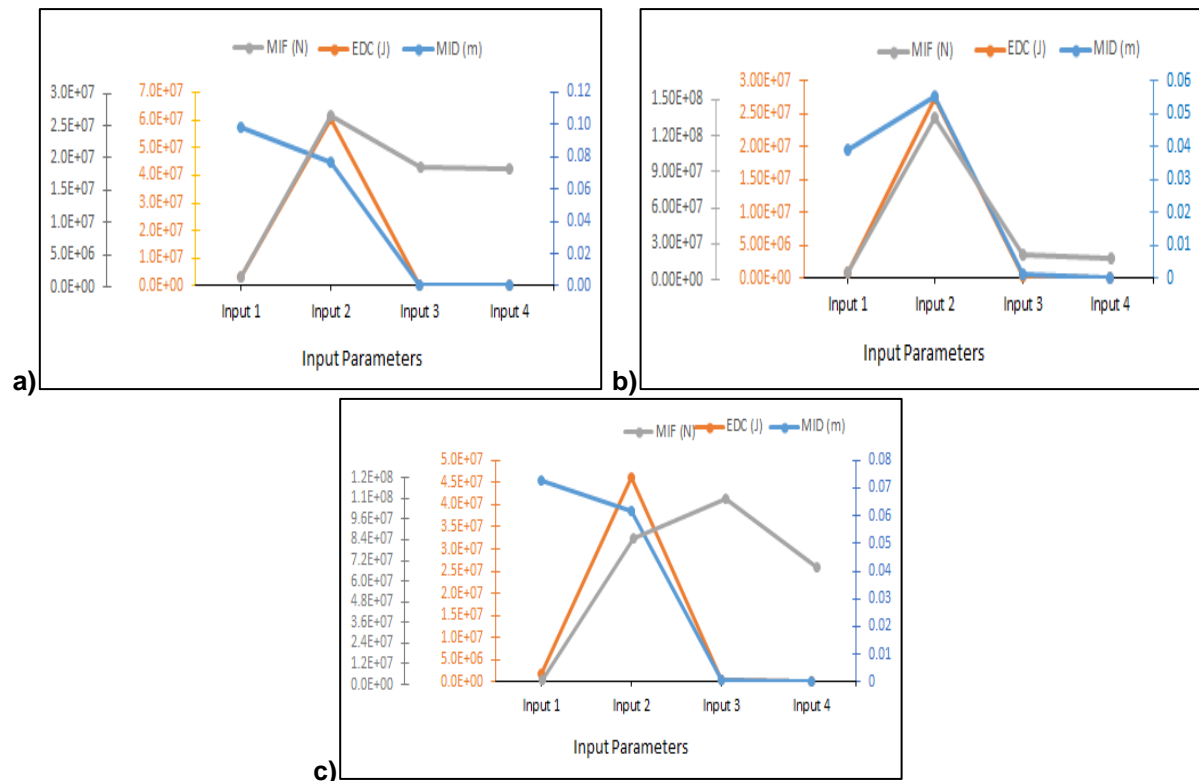 MIF (N) EDC (J) MID (m)
3.0E+07 7.0E+07 0.12
2.5E+07 6.0E+07 0.10
2.0E+07 5.0E+07 0.08
1.5E+07 4.0E+07 0.06
1.0E+07 3.0E+07 0.04
5.0E+06 2.0E+07 0.02
0.0E+00 1.0E+07 0.00
0.0E+00
Input 1 Input 2 Input 3 Input 4
Input Parameters
a)
MIF (N) EDC (J) MID (m)
1.50E+08 3.00E+07 0.06
1.20E+08 2.50E+07 0.05
9.00E+07 2.00E+07 0.04
6.00E+07 1.50E+07 0.03
3.00E+07 1.00E+07 0.02
0.00E+00 5.00E+06 0.01
0.00E+00 0
Input 1 Input 2 Input 3 Input 4
Input Parameters
b)
MIF (N) EDC (J) MID (m)
1.2E+08 5.0E+07 0.08
1.1E+08 4.5E+07 0.07
9.6E+07 4.0E+07 0.06
8.4E+07 3.5E+07 0.05
7.2E+07 3.0E+07 0.04
6.0E+07 2.5E+07 0.03
4.8E+07 2.0E+07 0.02
3.6E+07 1.5E+07 0.01
2.4E+07 1.0E+07 0
1.2E+07 5.0E+06
0.0E+00 0.0E+00
Input 1 Input 2 Input 3 Input 4
Input Parameters
c)